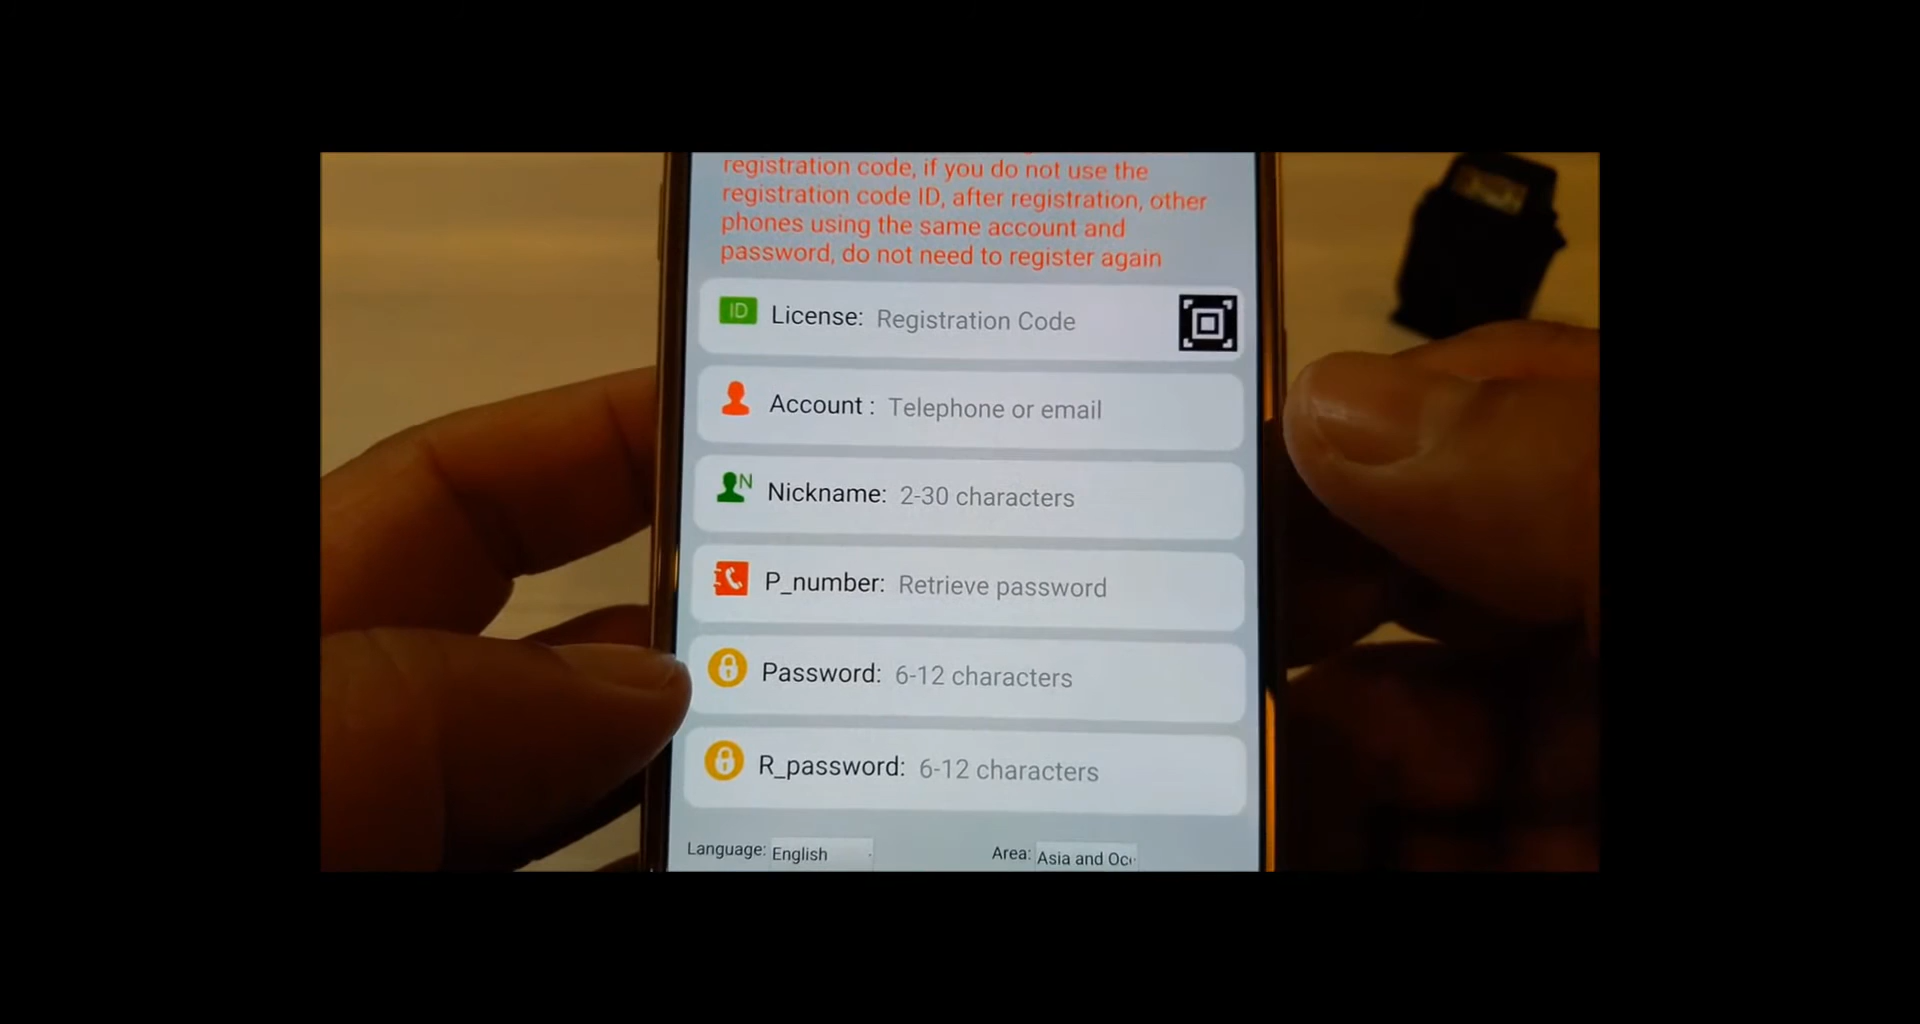 registration code, if you do not use the
registration code ID, after registration, other
phones using the same account and
password, do not need to register again
ID License: Registration Code
Account : Telephone or email
N Nickname: 2-30 characters
P_number: Retrieve password
Password: 6-12 characters
R_password: 6-12 characters
Language: English Area: Asia and Oc